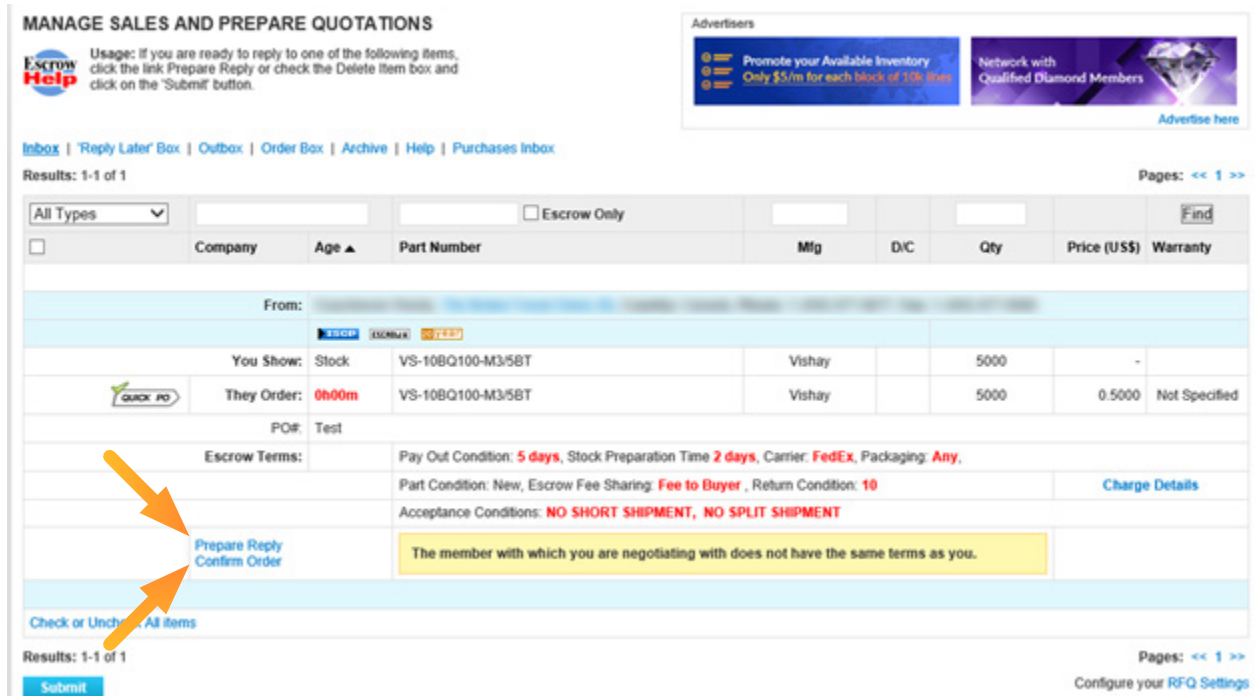 MANAGE SALES AND PREPARE QUOTATIONS
Escrow Help
Usage: If you are ready to reply to one of the following items,
click the link Prepare Reply or check the Delete Item box and
click on the 'Submit' button.
Advertisers
Promote your Available Inventory
Only $5/m for each block of 10k lines
Network with
Qualified Diamond Members
Advertise here
Inbox | 'Reply Later' Box | Outbox | Order Box | Archive | Help | Purchases Inbox
Results: 1-1 of 1
Pages: << 1 >>
All Types Escrow Only Find
Company Age ▲ Part Number Mfg D/C Qty Price (US$) Warranty
From:
ISCP
You Show: Stock VS-10BQ100-M3/5BT Vishay 5000 -
QUICK PO They Order: 0h00m VS-10BQ100-M3/5BT Vishay 5000 0.5000 Not Specified
PO#: Test
Escrow Terms: Pay Out Condition: 5 days, Stock Preparation Time 2 days, Carrier: FedEx, Packaging: Any,
Part Condition: New, Escrow Fee Sharing: Fee to Buyer , Return Condition: 10 Charge Details
Acceptance Conditions: NO SHORT SHIPMENT, NO SPLIT SHIPMENT
Prepare Reply
Confirm Order
The member with which you are negotiating with does not have the same terms as you.
Check or All items
Results: 1-1 of 1
Pages: << 1 >>
Submit
Configure your RFQ Settings